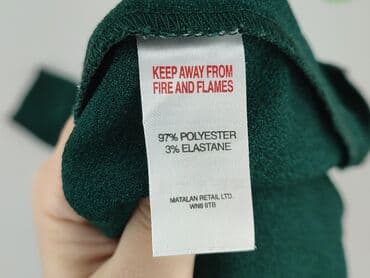 KEEP AWAY FROM
FIRE AND FLAMES
97% POLYESTER
3% ELASTANE
MATALAN RETAIL LTD.
WN8 9TB